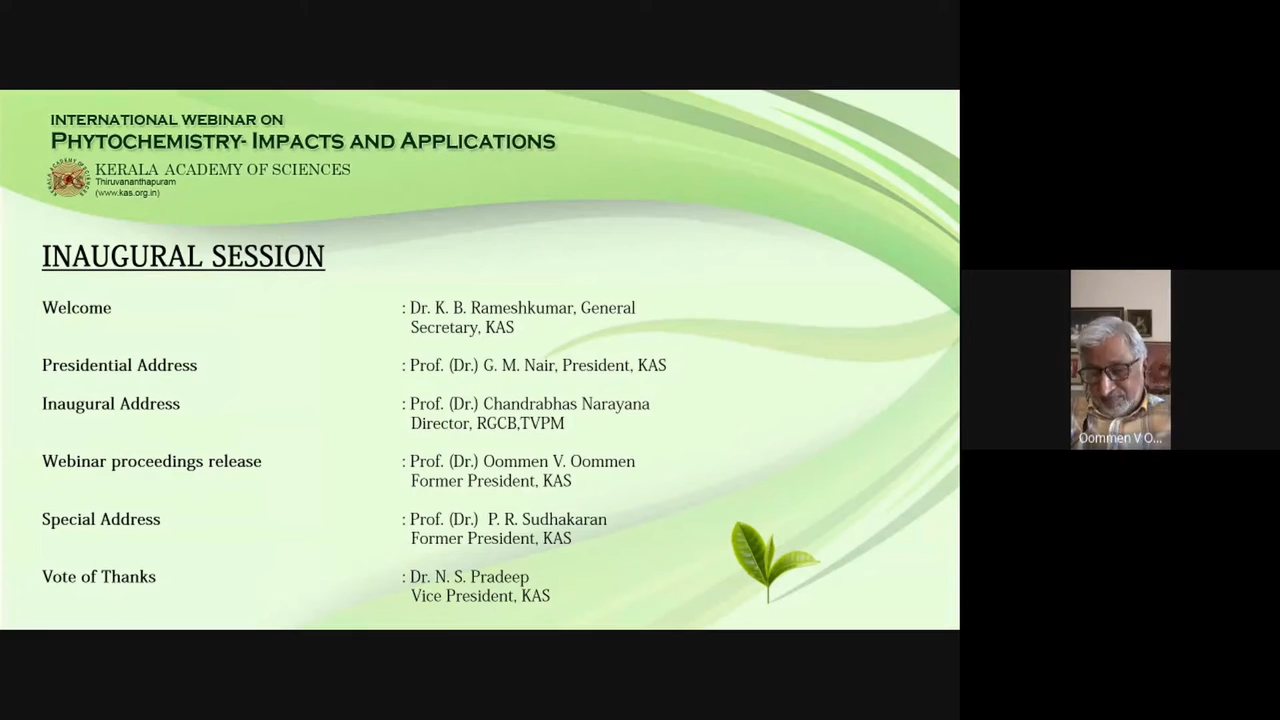 INTERNATIONAL WEBINAR ON
PHYTOCHEMISTRY- IMPACTS AND APPLICATIONS
KERALA ACADEMY OF SCIENCES
Thiruvananthapuram
(www.kas.org.in)
INAUGURAL SESSION
Welcome : Dr. K. B. Rameshkumar, General
Secretary, KAS
Presidential Address : Prof. (Dr.) G. M. Nair, President, KAS
Inaugural Address : Prof. (Dr.) Chandrabhas Narayana
Director, RGCB,TVPM
Webinar proceedings release : Prof. (Dr.) Oommen V. Oommen
Former President, KAS
Special Address : Prof. (Dr.) P. R. Sudhakaran
Former President, KAS
Vote of Thanks : Dr. N. S. Pradeep
Vice President, KAS
Oommen V O...